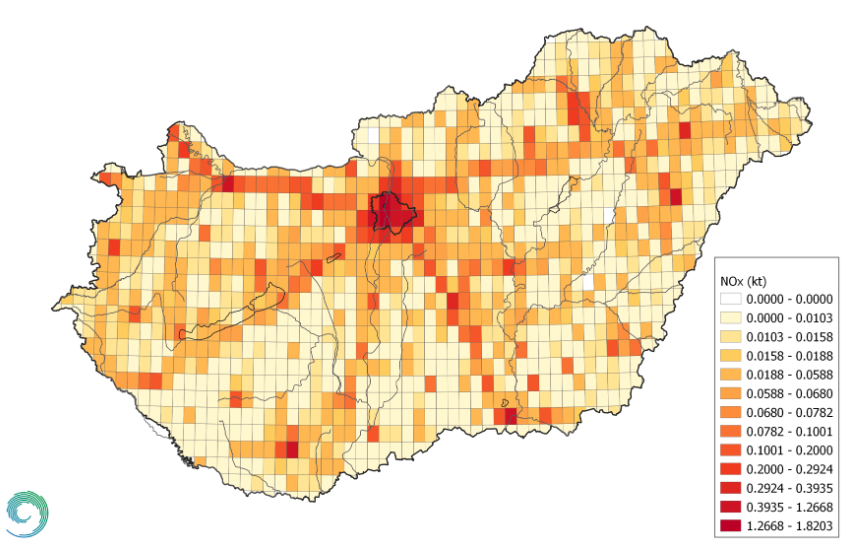 NOx (kt)
0.0000 - 0.0000
0.0000 - 0.0103
0.0103 - 0.0158
0.0158 - 0.0188
0.0188 - 0.0588
0.0588 - 0.0680
0.0680 - 0.0782
0.0782 - 0.1001
0.1001 - 0.2000
0.2000 - 0.2924
0.2924 - 0.3935
0.3935 - 1.2668
1.2668 - 1.8203